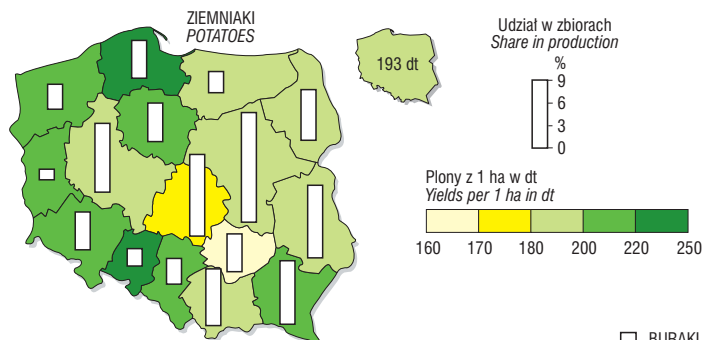 ZIEMNIAKI
POTATOES
193 dt
Udział w zbiorach
Share in production
%
9
6
3
0
Plony z 1 ha w dt
Yields per 1 ha in dt
160 170 180 200 220 250
BURAKI